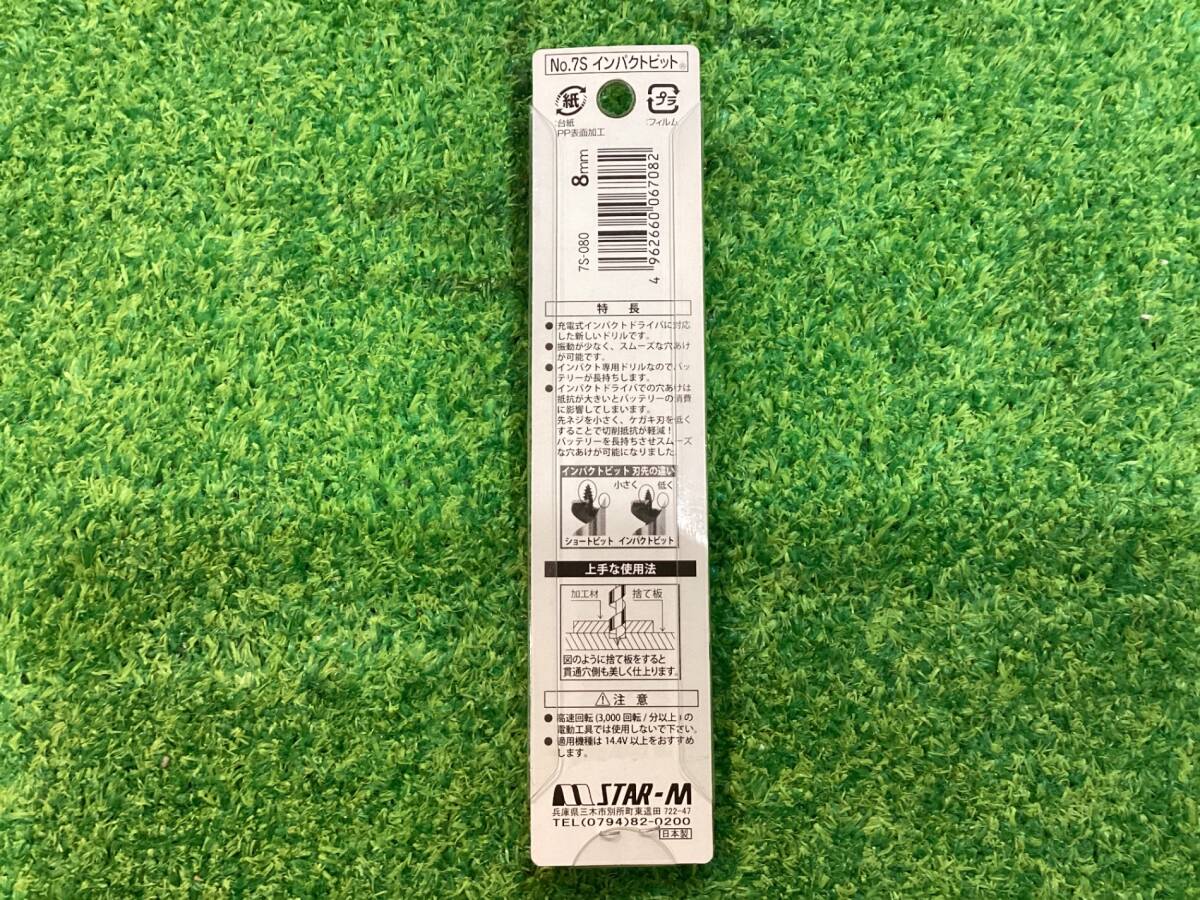 No.7S インパクトビット®
紙
プラ
台紙
PP表面加工
フィルム
8mm
7S-080
4 962660 067082
特 長
● 充電式インパクトドライバに対応
した新しいドリルです。
● 振動が少なく、スムーズな穴あけ
が可能です。
● インパクト専用ドリルなのでバッ
テリーが長持ちします。
● インパクトドライバでの穴あけは
抵抗が大きいとバッテリーの消費
に影響してしまいます。
先ネジを小さく、ケガキ刃を低く
することで切削抵抗が軽減！
バッテリーを長持ちさせスムーズ
な穴あけが可能になりました。
インパクトビット 刃先の違い
小さく 低く
ショートビット インパクトビット
上手な使用法
加工材 捨て板
図のように捨て板をすると
貫通穴側も美しく仕上ります。
注 意
● 高速回転(3,000回転/分以上)の
電動工具では使用しないで下さい。
● 適用機種は14.4V以上をおすすめ
します。
STAR-M
兵庫県三木市別所町東這田722-47
TEL(0794)82-0200
日本製